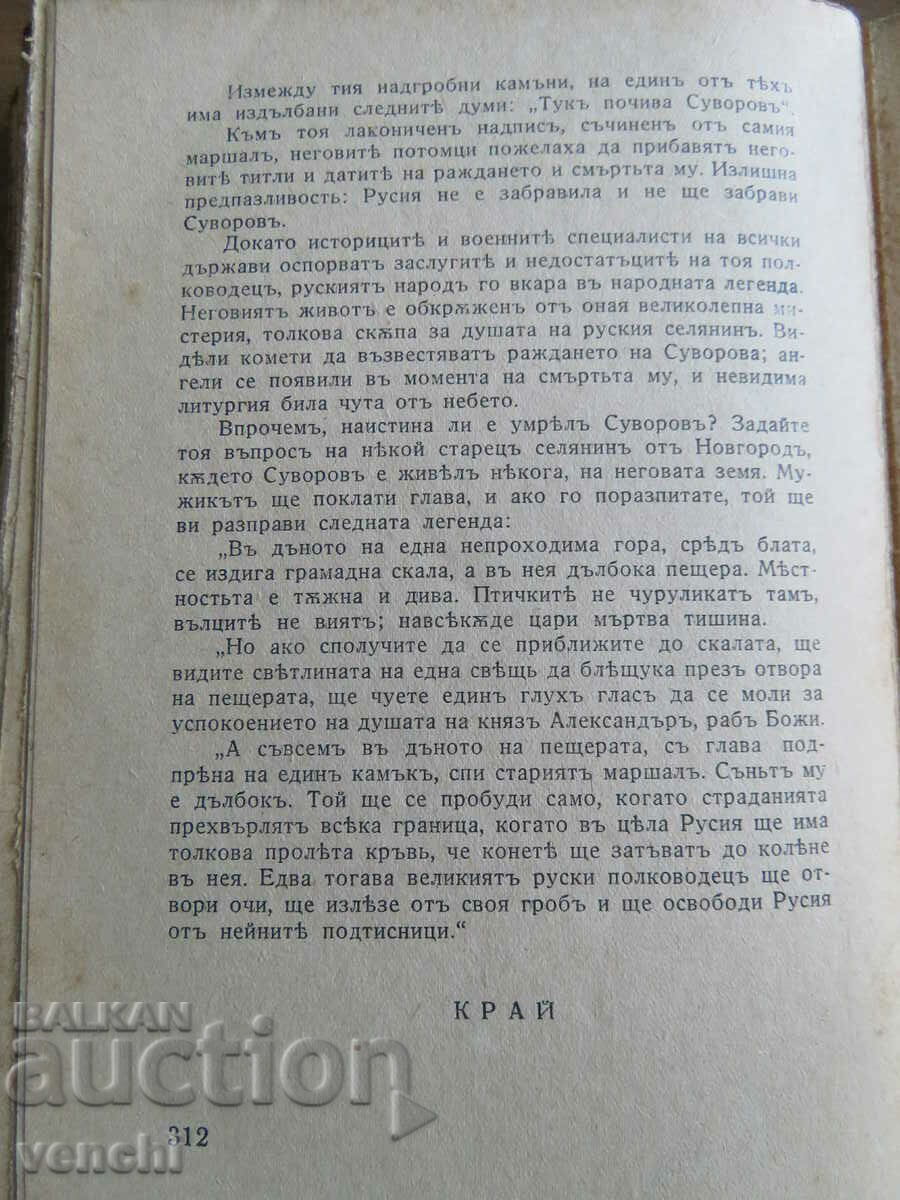 Измежду тия надгробни камъни, на единъ отъ тѣхъ
има издълбани следнитѣ думи: „Тукъ почива Суворовъ“.
Къмъ тоя лакониченъ надпись, съчиненъ отъ самия
маршалъ, неговитѣ потомци пожелаха да прибавятъ него-
витѣ титли и датитѣ на раждането и смъртьта му. Излишна
предпазливость: Русия не е забравила и не ще забрави
Суворовъ.
Докато историцитѣ и военнитѣ специалисти на всички
държави оспорватъ заслугитѣ и недостатъцитѣ на тоя пол-
ководец, рускиятъ народъ го вкара въ народната легенда.
Неговиятъ животъ е обкрѫженъ отъ оная великолепна ми-
стерия, толкова скѫпа за душата на руския селянинъ. Ви-
дѣли комети да възвестяватъ раждането на Суворова; ан-
гели се появили въ момента на смъртьта му, и невидима
литургия била чута отъ небето.
Впрочемъ, наистина ли е умрѣлъ Суворовъ? Задайте
тоя въпросъ на нѣкой старецъ селянинъ отъ Новгородъ,
кѫдето Суворовъ е живѣлъ нѣкога, на неговата земя. Му-
жикътъ ще поклати глава, и ако го поразпитате, той ще
ви разправи следната легенда:
„Въ дъното на една непроходима гора, срѣдъ блата,
се издига грамадна скала, а въ нея дълбока пещера. Мѣст-
ностьта е тѫжна и дива. Птичкитѣ не чуруликатъ тамъ,
вълцитѣ не виятъ; навсѣкѫде цари мъртва тишина.
„Но ако сполучите да се приближите до скалата, ще
видите свѣтлината на една свѣщь да блѣщука презъ отвора
на пещерата, ще чуете единъ глухъ гласъ да се моли за
успокоението на душата на князъ Александъръ, рабъ Божи.
„А съвсемъ въ дъното на пещерата, съ глава под-
прѣна на единъ камъкъ, спи стариятъ маршалъ. Съньтъ му
е дълбокъ. Той ще се пробуди само, когато страданията
прехвърлятъ всѣка граница, когато въ цѣла Русия ще има
толкова пролѣта кръвь, че конетѣ ще затъватъ до колѣне
въ нея. Едва тогава великиятъ руски полководецъ ще от-
вори очи, ще излѣзе отъ своя гробъ и ще освободи Русия
отъ нейнитѣ подтисници.“
КРАЙ
BALKAN
auction
312
venchi